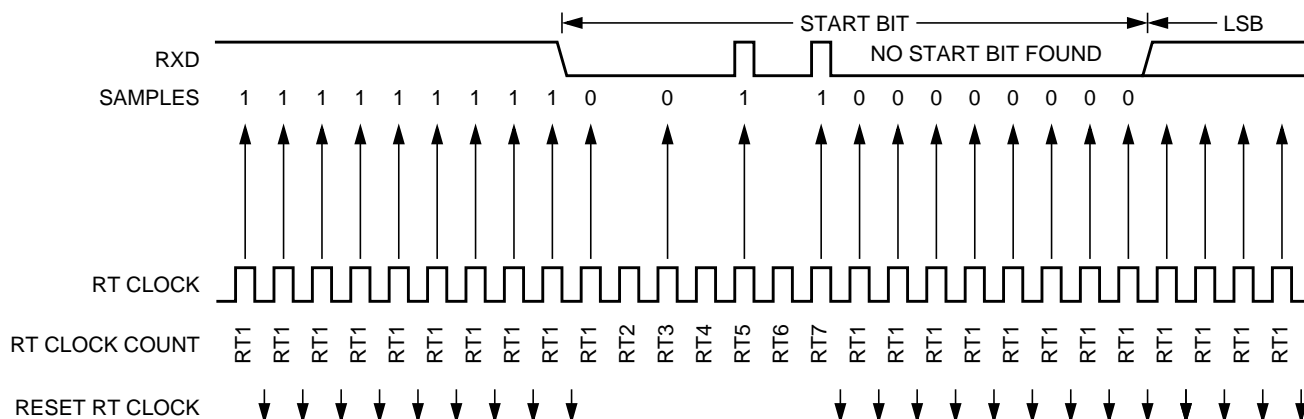 START BIT LSB
RXD NO START BIT FOUND
SAMPLES 1 1 1 1 1 1 1 1 1 0 0 1 1 0 0 0 0 0 0 0 0
RT CLOCK
RT CLOCK COUNT RT1 RT1 RT1 RT1 RT1 RT1 RT1 RT1 RT1 RT1 RT2 RT3 RT4 RT5 RT6 RT7 RT1 RT1 RT1 RT1 RT1 RT1 RT1 RT1 RT1 RT1 RT1 RT1
RESET RT CLOCK